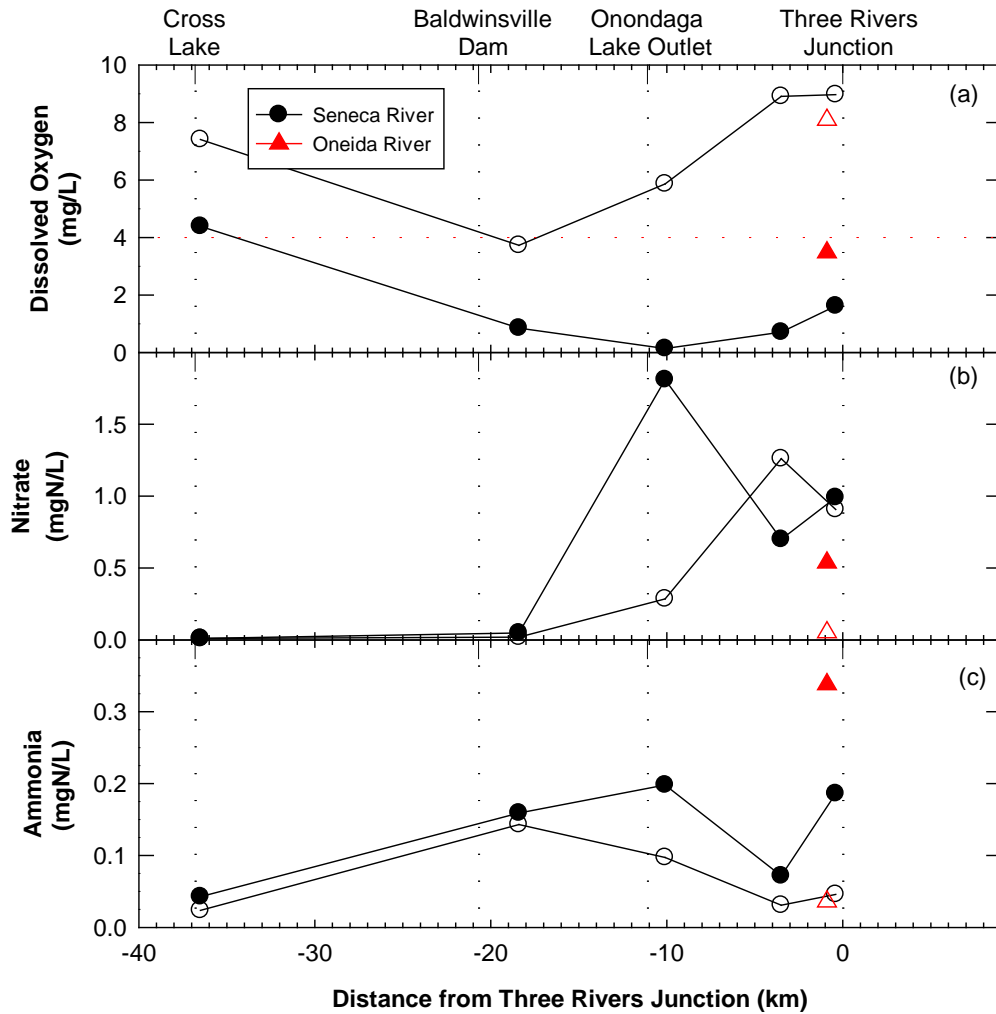 Cross
Lake
Baldwinsville
Dam
Onondaga
Lake Outlet
Three Rivers
Junction
10
8
6
4
2
0
Dissolved Oxygen
(mg/L)
Seneca River
Oneida River
(a)
1.5
1.0
0.5
0.0
Nitrate
(mgN/L)
(b)
0.3
0.2
0.1
0.0
Ammonia
(mgN/L)
(c)
-40
-30
-20
-10
0
Distance from Three Rivers Junction (km)